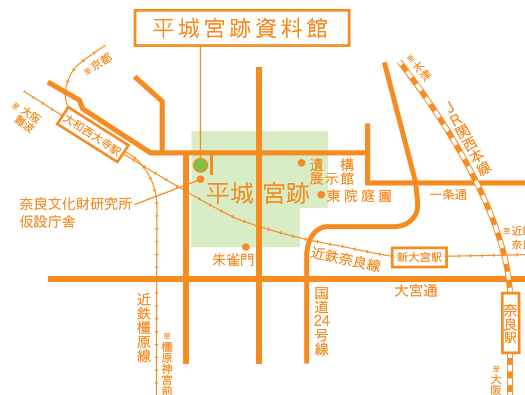 平城宮跡資料館
至京都
至大阪
難波
大和西大寺駅
至木津
JR関西本線
遺構
展示館
東院庭園
平城宮跡
一条通
奈良文化財研究所
仮設庁舎
朱雀門
近鉄奈良線
新大宮駅
至近鉄
奈良
大宮通
近鉄橿原線
国道24号線
奈良駅
至橿原神宮前
至大阪